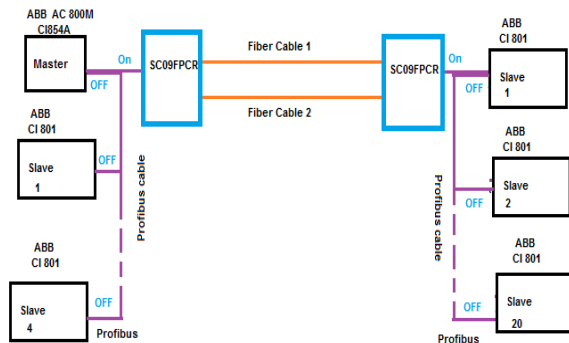 ABB AC 800M
CI854A
Master
On
OFF
SC09FPCR
Fiber Cable 1
Fiber Cable 2
SC09FPCR
On
OFF
ABB
CI 801
Slave
1
ABB
CI 801
Slave
1
OFF
Profibus cable
ABB
CI 801
Slave
2
OFF
Profibus cable
ABB
CI 801
Slave
4
OFF
Profibus
ABB
CI 801
Slave
20
OFF
Profibus